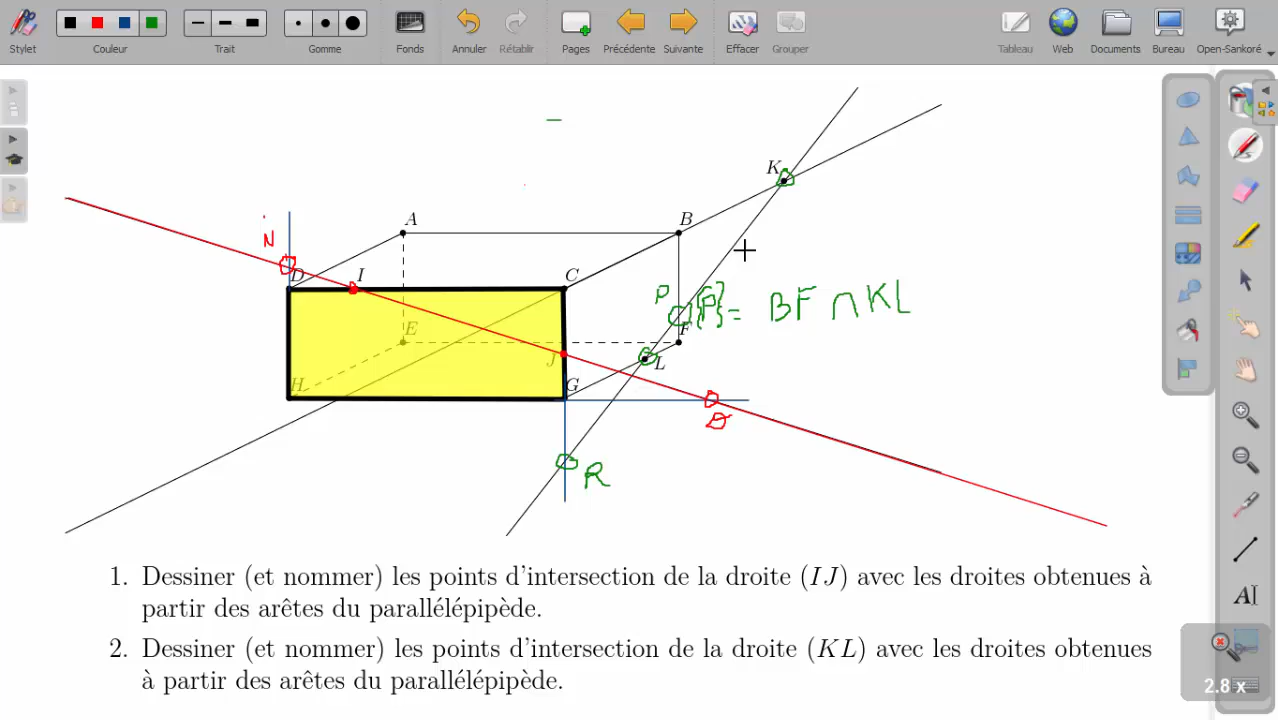 Stylet Couleur Trait Gomme Fonds Annuler Rétablir Pages Précédente Suivante Effacer Grouper Tableau Web Documents Bureau Open-Sankoré
K
A B
N
D I C
P {P} = BF ∩ KL
E F
J L
H G
R
1. Dessiner (et nommer) les points d'intersection de la droite (IJ) avec les droites obtenues à
partir des arêtes du parallélépipède.
2. Dessiner (et nommer) les points d'intersection de la droite (KL) avec les droites obtenues
à partir des arêtes du parallélépipède.
AI
2.8 x